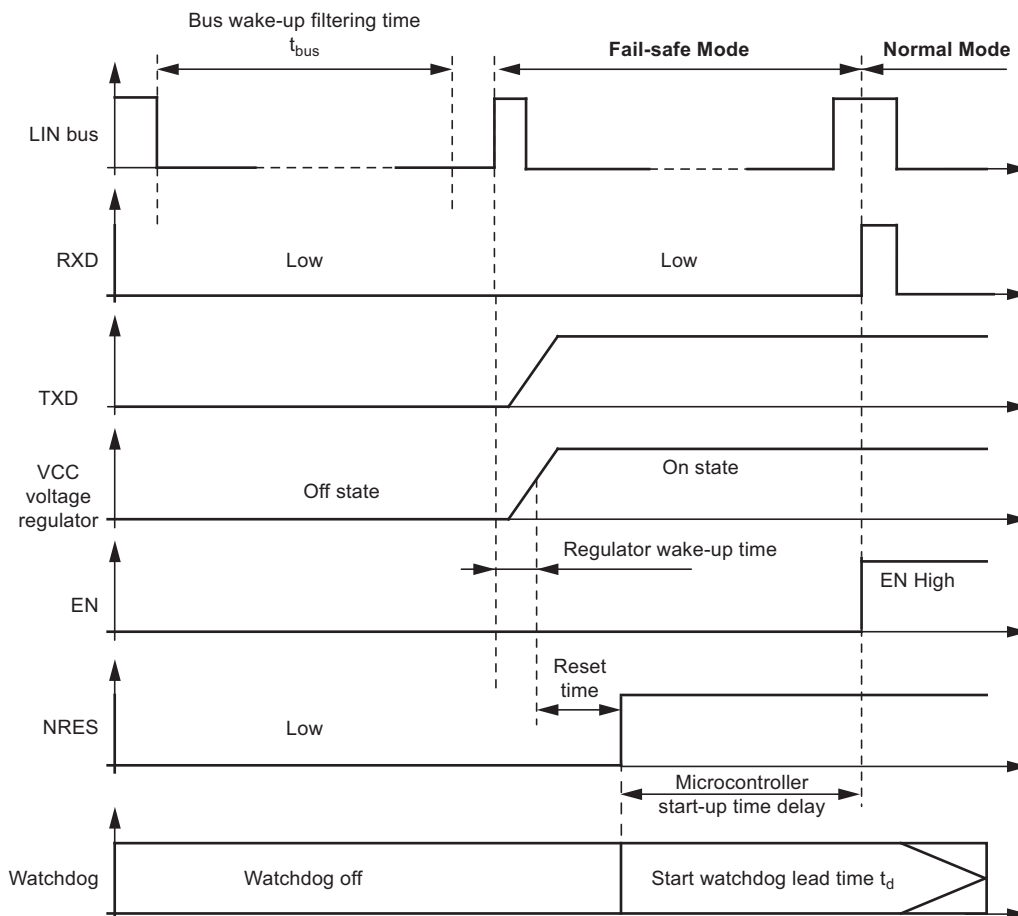 Bus wake-up filtering time
tbus
Fail-safe Mode
Normal Mode
LIN bus
RXD
Low
Low
TXD
VCC
voltage
regulator
Off state
On state
Regulator wake-up time
EN
EN High
Reset
time
NRES
Low
Microcontroller
start-up time delay
Watchdog
Watchdog off
Start watchdog lead time td